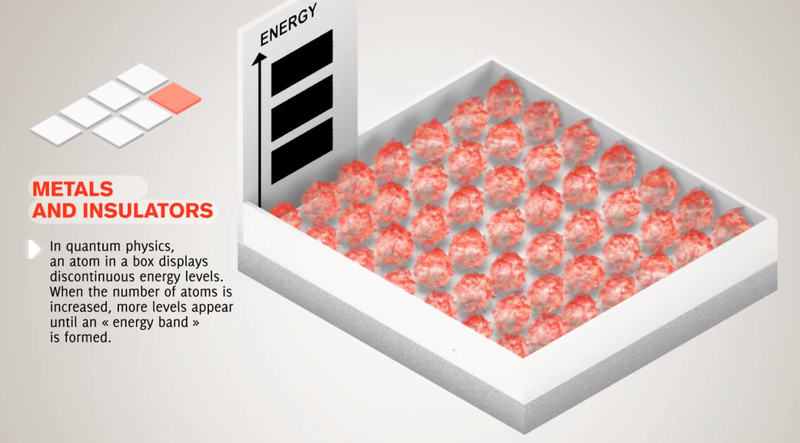 ENERGY
METALS
AND INSULATORS
In quantum physics,
an atom in a box displays
discontinuous energy levels.
When the number of atoms is
increased, more levels appear
until an « energy band »
is formed.